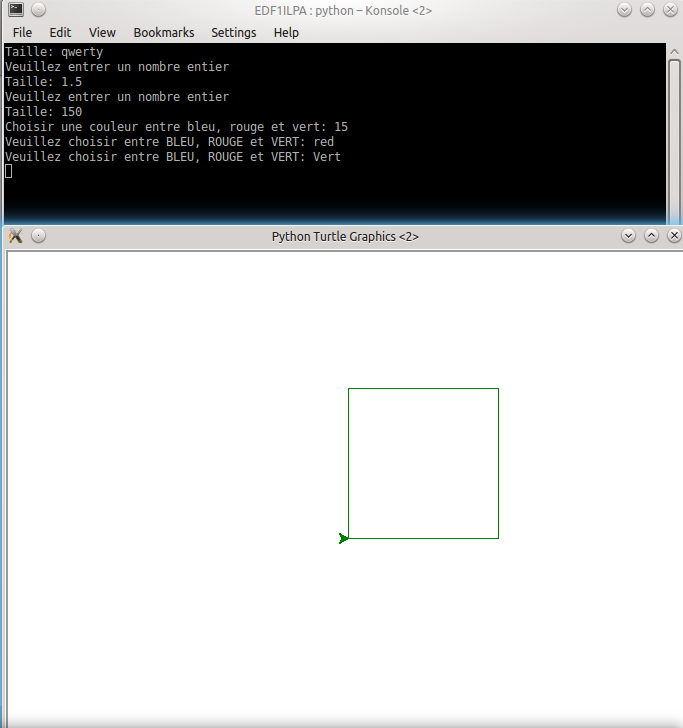 EDF1ILPA : python – Konsole <2>
File Edit View Bookmarks Settings Help
Taille: qwerty
Veuillez entrer un nombre entier
Taille: 1.5
Veuillez entrer un nombre entier
Taille: 150
Choisir une couleur entre bleu, rouge et vert: 15
Veuillez choisir entre BLEU, ROUGE et VERT: red
Veuillez choisir entre BLEU, ROUGE et VERT: Vert
Python Turtle Graphics <2>